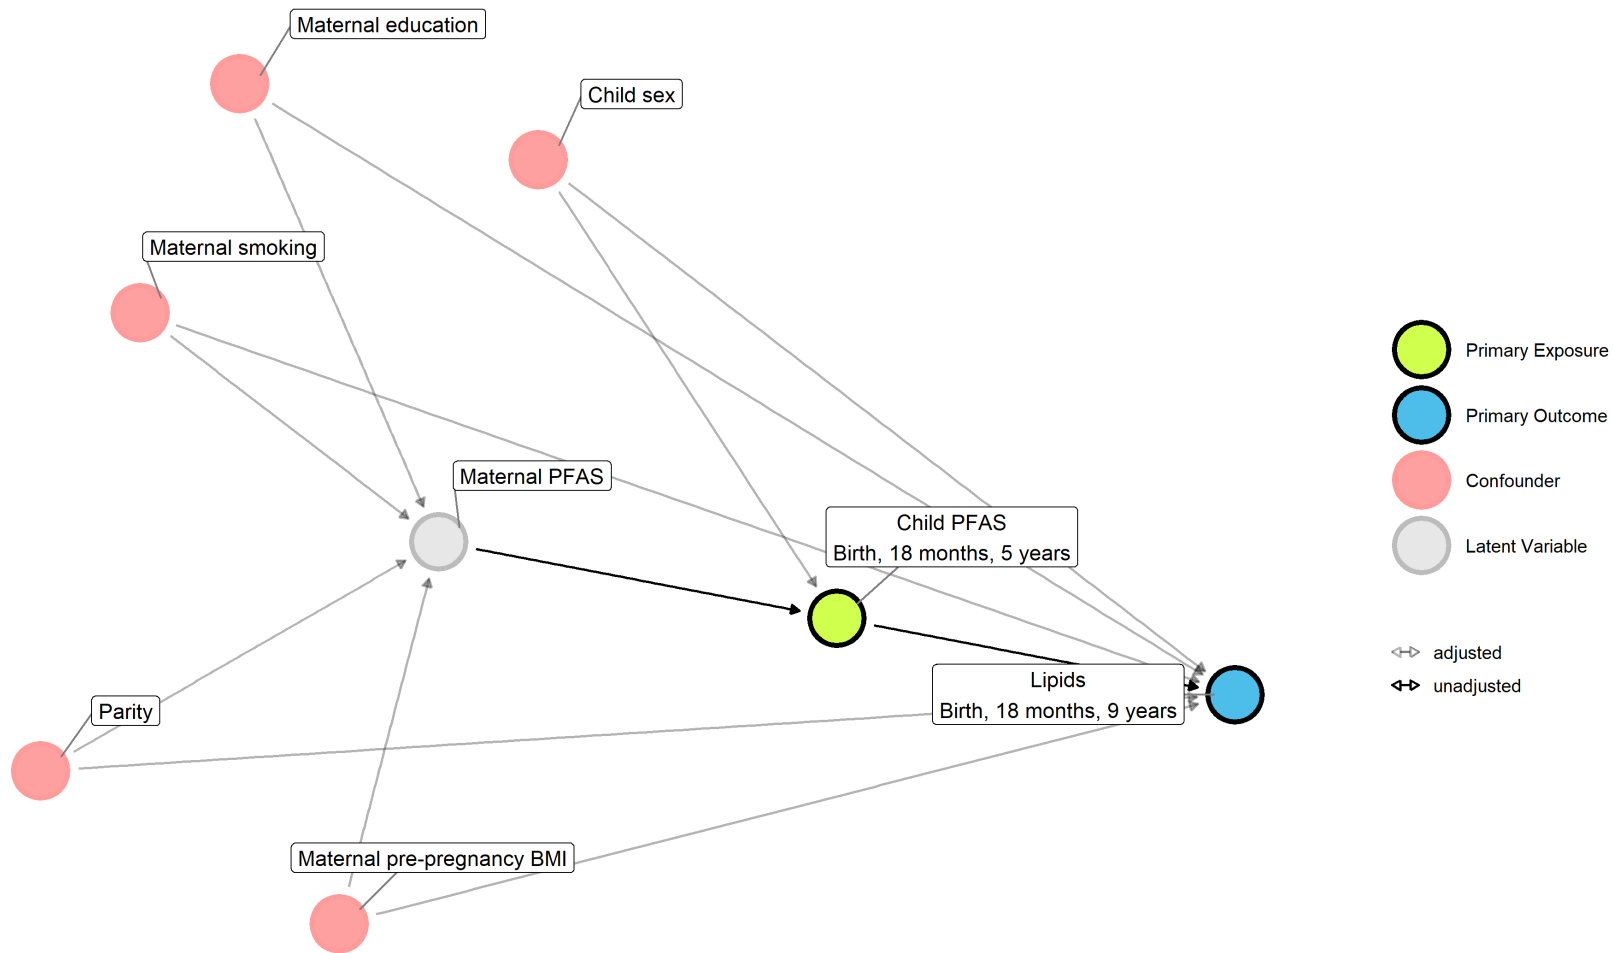 Maternal education
Child sex
Maternal smoking
Maternal PFAS
Child PFAS
Birth, 18 months, 5 years
Lipids
Birth, 18 months, 9 years
Parity
Maternal pre-pregnancy BMI
Primary Exposure
Primary Outcome
Confounder
Latent Variable
adjusted
unadjusted